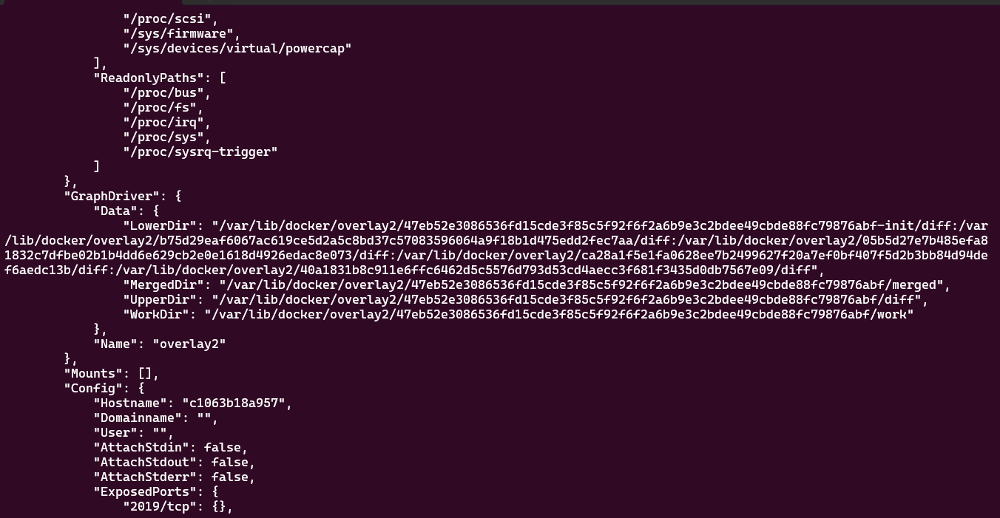 "/proc/scsi",
                "/sys/firmware",
                "/sys/devices/virtual/powercap"
            ],
            "ReadonlyPaths": [
                "/proc/bus",
                "/proc/fs",
                "/proc/irq",
                "/proc/sys",
                "/proc/sysrq-trigger"
            ]
        },
        "GraphDriver": {
            "Data": {
                "LowerDir": "/var/lib/docker/overlay2/47eb52e3086536fd15cde3f85c5f92f6f2a6b9e3c2bdee49cbde88fc79876abf-init/diff:/var
/lib/docker/overlay2/b75d29eaf6067ac619ce5d2a5c8bd37c57083596064a9f18b1d475edd2fec7aa/diff:/var/lib/docker/overlay2/05b5d27e7b485efa8
1832c7dfbe02b1b4dd6e629cb2e0e1618d4926edac8e073/diff:/var/lib/docker/overlay2/ca28a1f5e1fa0628ee7b2499627f20a7ef0bf407f5d2b3bb84d94de
f6aedc13b/diff:/var/lib/docker/overlay2/40a1831b8c911e6ffc6462d5c5576d793d53cd4aecc3f681f3435d0db7567e09/diff",
                "MergedDir": "/var/lib/docker/overlay2/47eb52e3086536fd15cde3f85c5f92f6f2a6b9e3c2bdee49cbde88fc79876abf/merged",
                "UpperDir": "/var/lib/docker/overlay2/47eb52e3086536fd15cde3f85c5f92f6f2a6b9e3c2bdee49cbde88fc79876abf/diff",
                "WorkDir": "/var/lib/docker/overlay2/47eb52e3086536fd15cde3f85c5f92f6f2a6b9e3c2bdee49cbde88fc79876abf/work"
            },
            "Name": "overlay2"
        },
        "Mounts": [],
        "Config": {
            "Hostname": "c1063b18a957",
            "Domainname": "",
            "User": "",
            "AttachStdin": false,
            "AttachStdout": false,
            "AttachStderr": false,
            "ExposedPorts": {
                "2019/tcp": {},